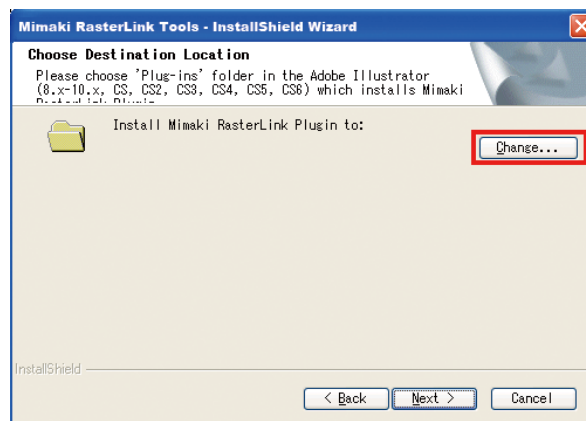 Mimaki RasterLink Tools - InstallShield Wizard
Choose Destination Location
Please choose 'Plug-ins' folder in the Adobe Illustrator
(8.x-10.x, CS, CS2, CS3, CS4, CS5, CS6) which installs Mimaki
Install Mimaki RasterLink Plugin to:
Change...
InstallShield
< Back
Next >
Cancel